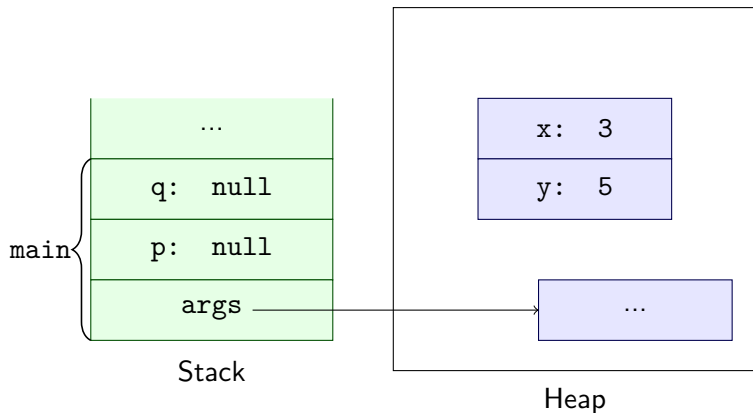 ...
q: null
p: null
args
main
Stack
x: 3
y: 5
...
Heap